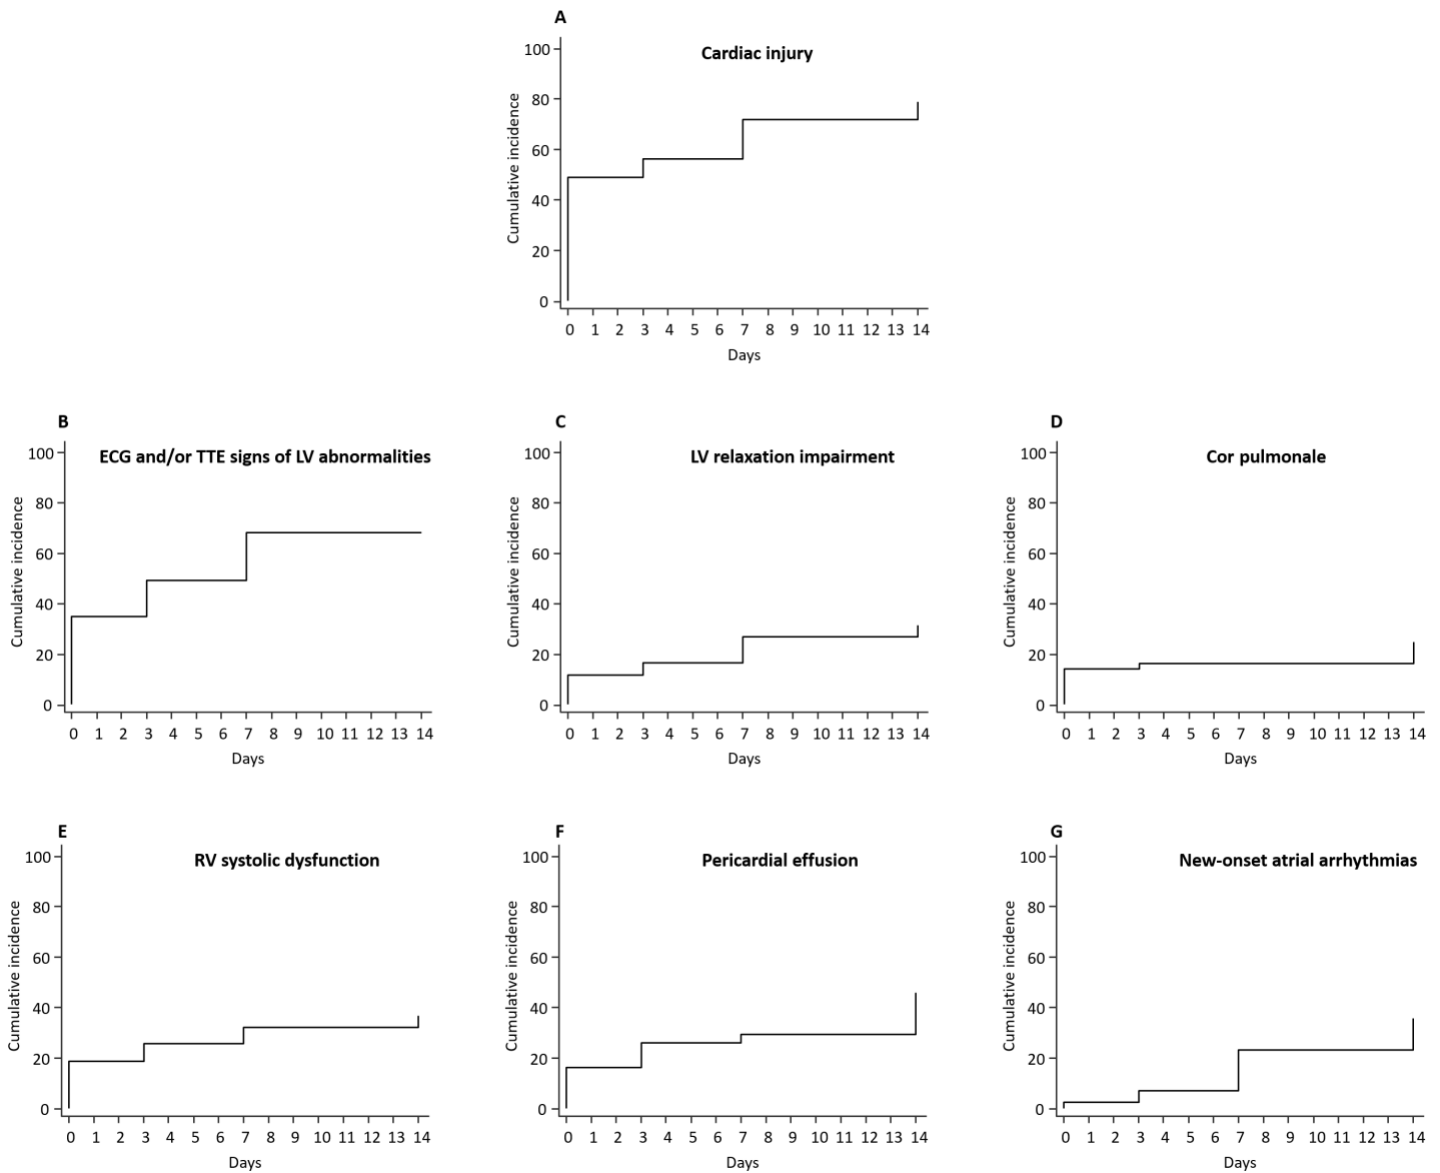 A
Cardiac injury
Cumulative incidence
100
80
60
40
20
0
0 1 2 3 4 5 6 7 8 9 10 11 12 13 14
Days
B
ECG and/or TTE signs of LV abnormalities
Cumulative incidence
100
80
60
40
20
0
0 1 2 3 4 5 6 7 8 9 10 11 12 13 14
Days
C
LV relaxation impairment
Cumulative incidence
100
80
60
40
20
0
0 1 2 3 4 5 6 7 8 9 10 11 12 13 14
Days
D
Cor pulmonale
Cumulative incidence
100
80
60
40
20
0
0 1 2 3 4 5 6 7 8 9 10 11 12 13 14
Days
E
RV systolic dysfunction
Cumulative incidence
100
80
60
40
20
0
0 1 2 3 4 5 6 7 8 9 10 11 12 13 14
Days
F
Pericardial effusion
Cumulative incidence
100
80
60
40
20
0
0 1 2 3 4 5 6 7 8 9 10 11 12 13 14
Days
G
New-onset atrial arrhythmias
Cumulative incidence
100
80
60
40
20
0
0 1 2 3 4 5 6 7 8 9 10 11 12 13 14
Days